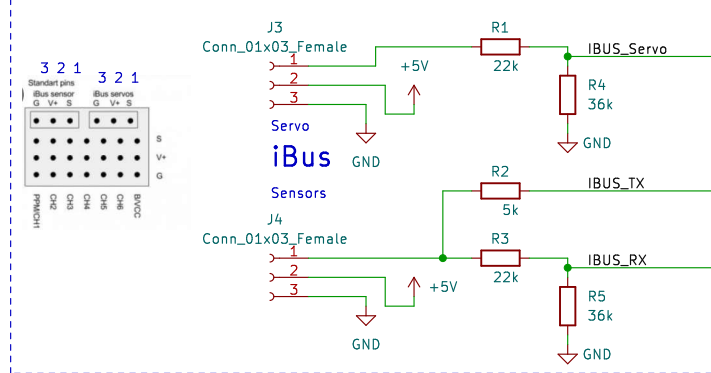 3 2 1
3 2 1
Standart pins
iBus sensor
iBus servos
G V+ S
G V+ S
S
V+
G
PPM/CH1
CH2
CH3
CH4
CH5
CH6
B/VCC
J3
Conn_01x03_Female
1
2
3
+5V
GND
R1
22k
IBUS_Servo
R4
36k
GND
Servo
iBus
Sensors
J4
Conn_01x03_Female
1
2
3
+5V
GND
R2
5k
IBUS_TX
R3
22k
IBUS_RX
R5
36k
GND